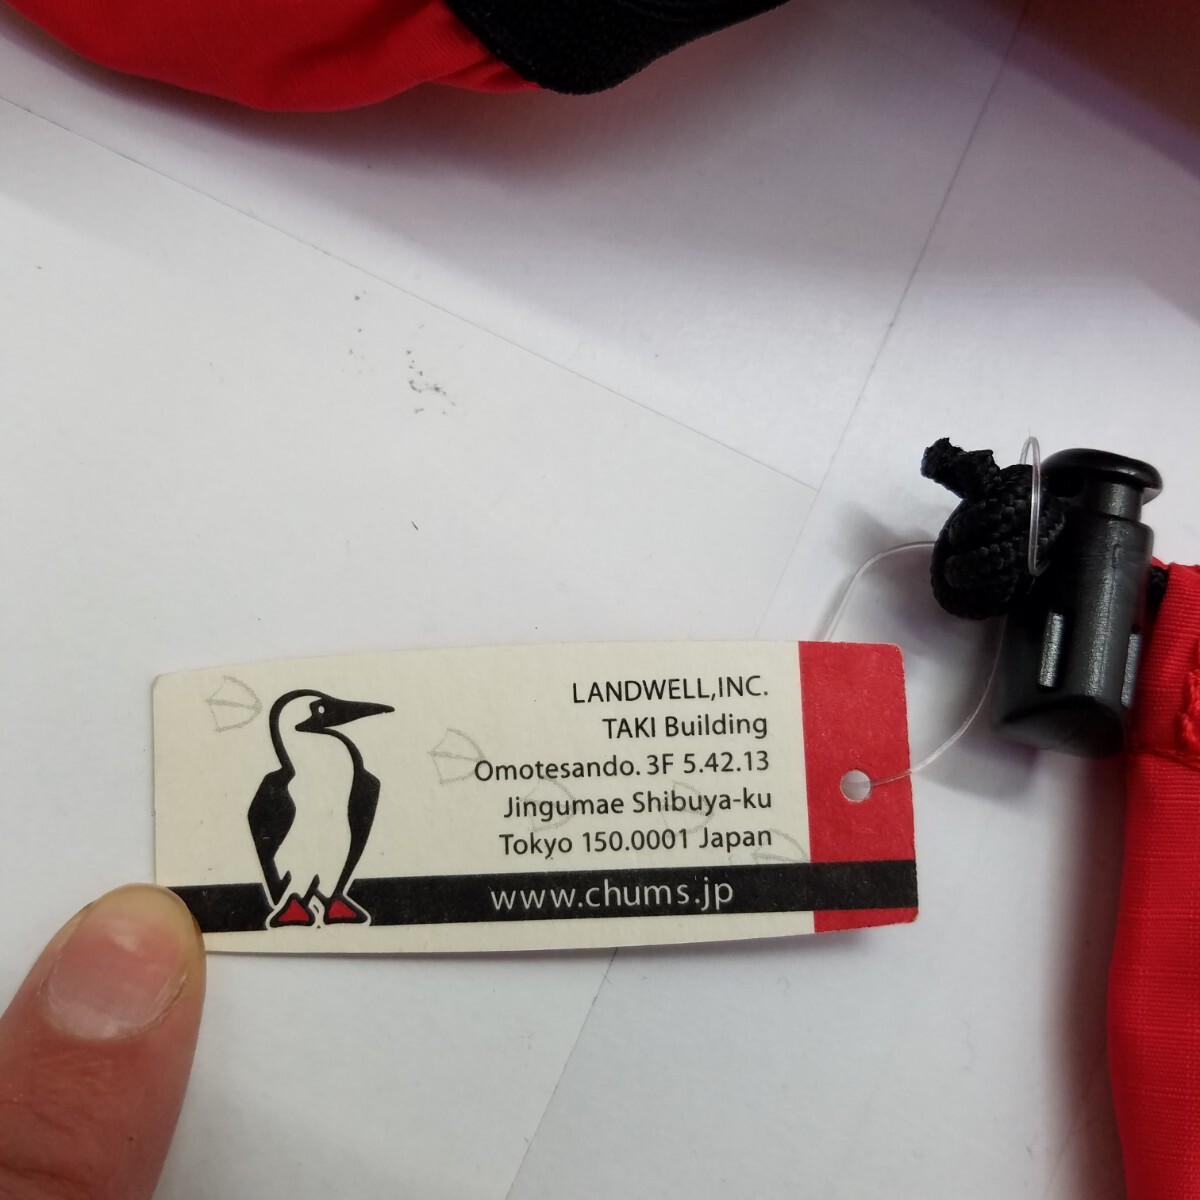 LANDWELL,INC.
TAKI Building
Omotesando. 3F 5.42.13
Jingumae Shibuya-ku
Tokyo 150.0001 Japan
www.chums.jp